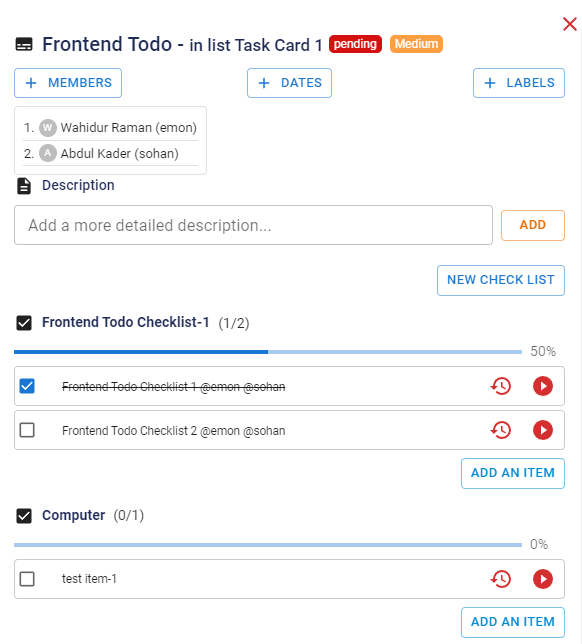 Frontend Todo - in list Task Card 1 pending Medium
+ MEMBERS + DATES + LABELS
1. W Wahidur Raman (emon)
2. A Abdul Kader (sohan)
Description
Add a more detailed description... ADD
NEW CHECK LIST
Frontend Todo Checklist-1 (1/2)
50%
Frontend Todo Checklist 1 @emon @sohan
Frontend Todo Checklist 2 @emon @sohan
ADD AN ITEM
Computer (0/1)
0%
test item-1
ADD AN ITEM